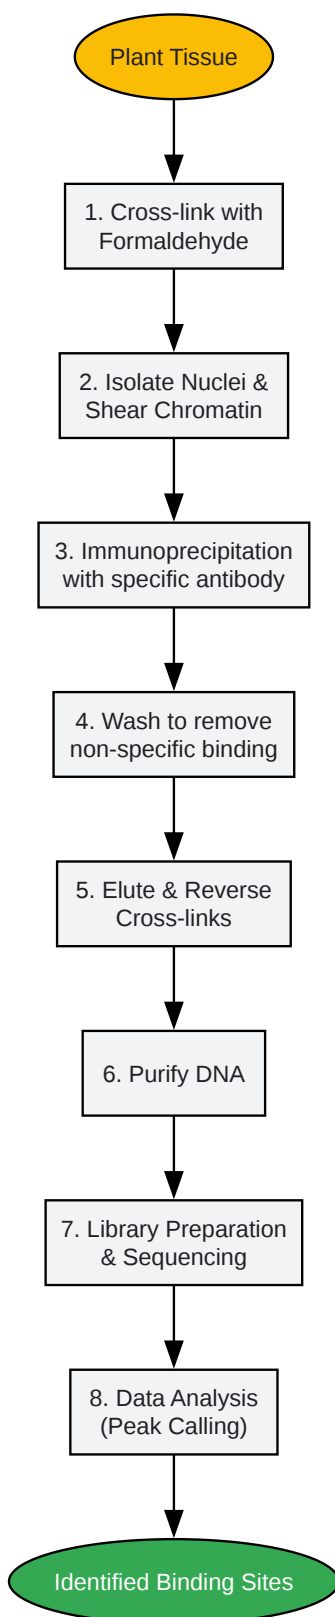 Plant Tissue
1. Cross-link with
Formaldehyde
2. Isolate Nuclei &
Shear Chromatin
3. Immunoprecipitation
with specific antibody
4. Wash to remove
non-specific binding
5. Elute & Reverse
Cross-links
6. Purify DNA
7. Library Preparation
& Sequencing
8. Data Analysis
(Peak Calling)
Identified Binding Sites